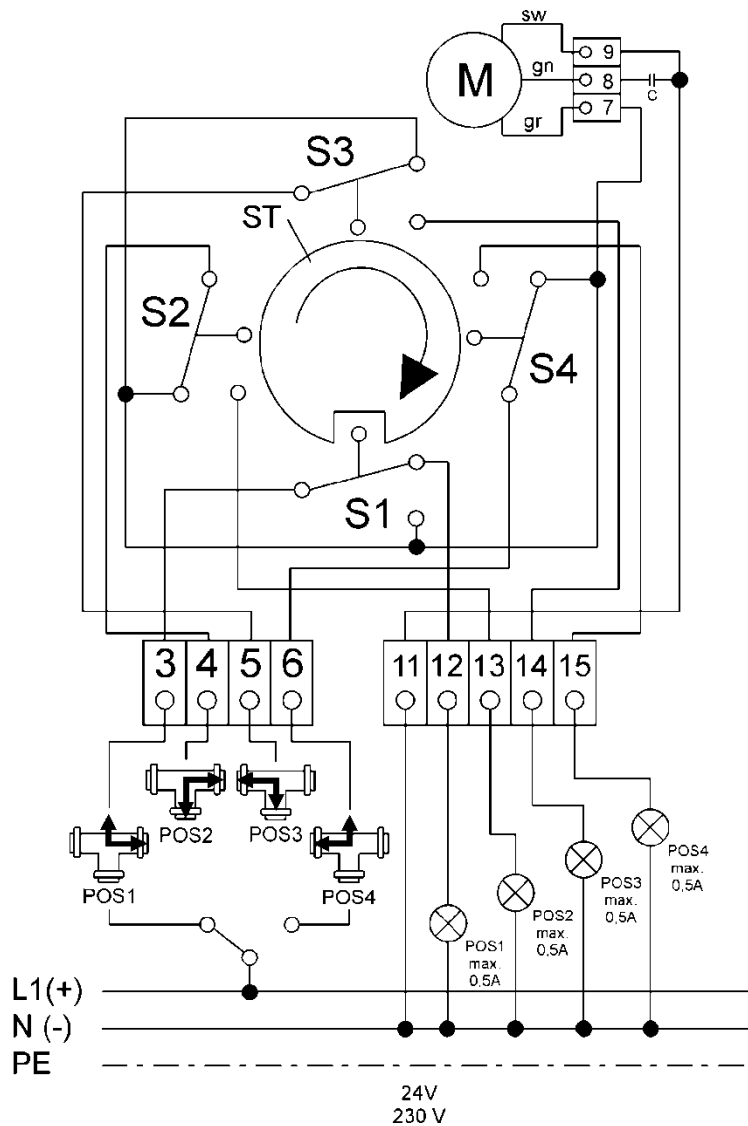 sw
9
M
gn
8
C
gr
7
S3
ST
S2
S4
S1
3 4 5 6
11 12 13 14 15
POS2 POS3
POS1 POS4
POS4
max.
0,5A
POS3
max.
0,5A
POS2
max.
0,5A
POS1
max.
0,5A
L1(+)
N (-)
PE
24V
230 V